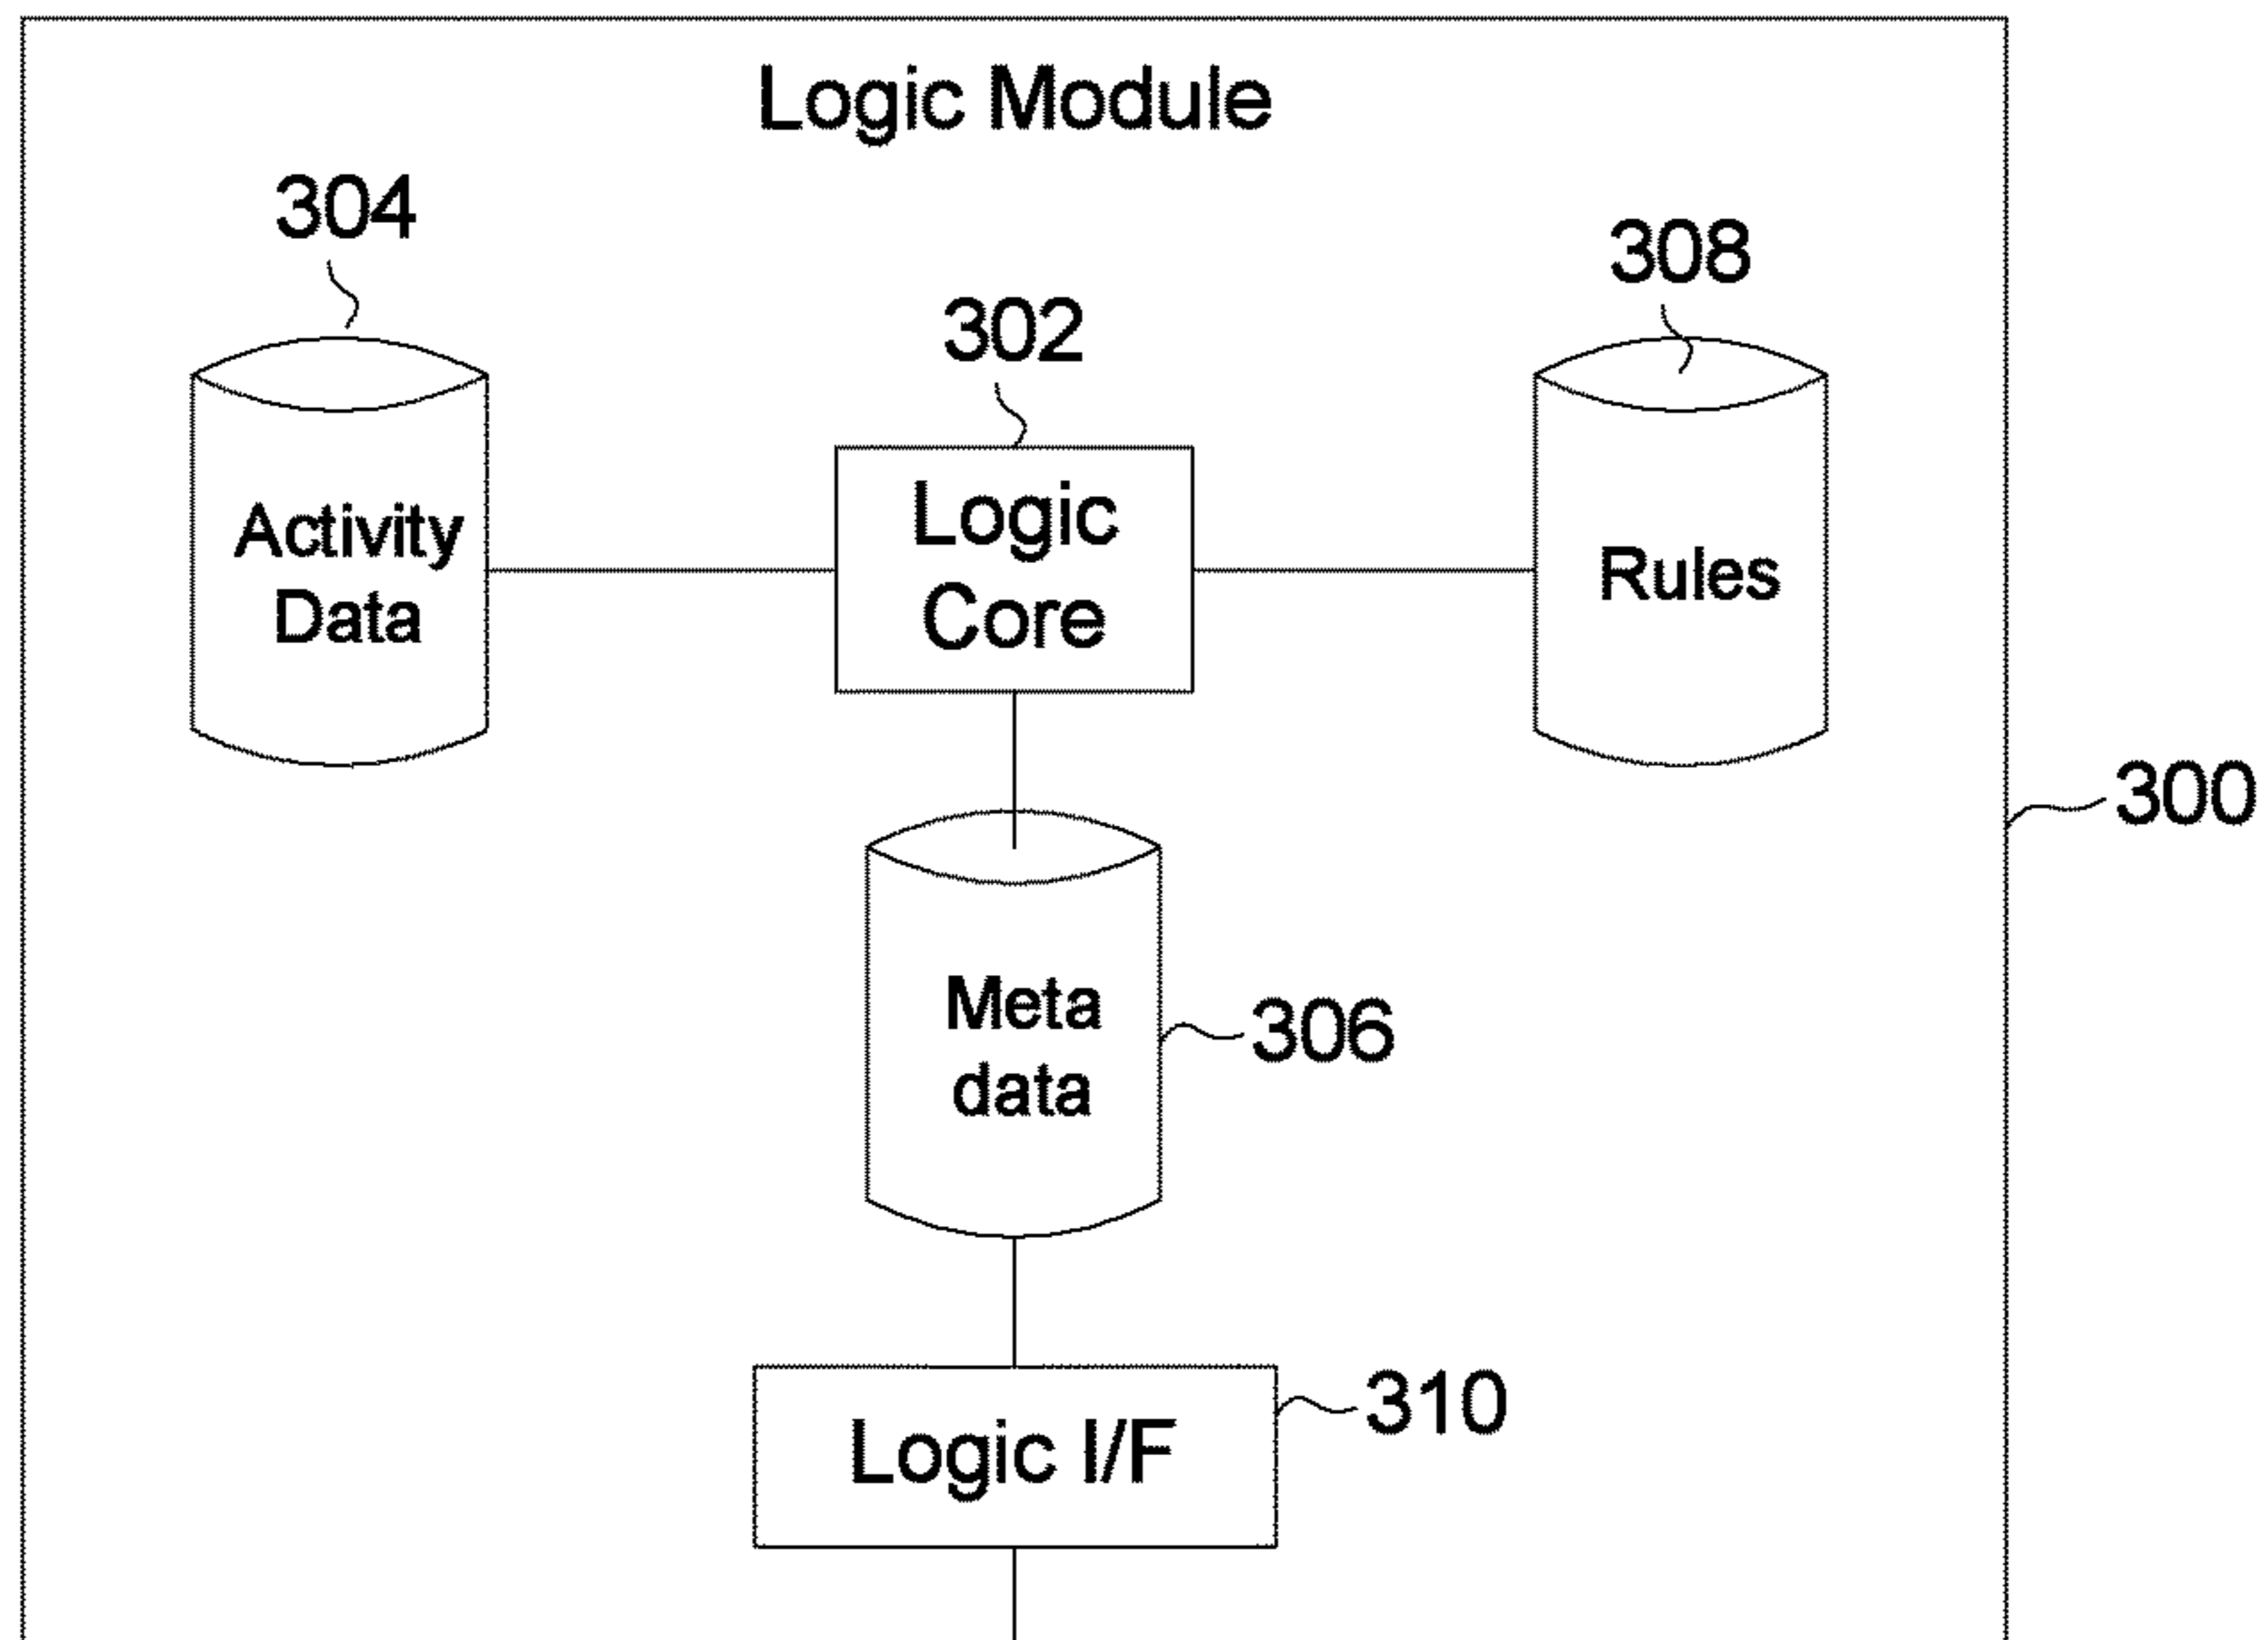 Logic Module
304
308
302
Activity
Data
Logic
Core
Rules
300
Meta
data
306
310
Logic I/F